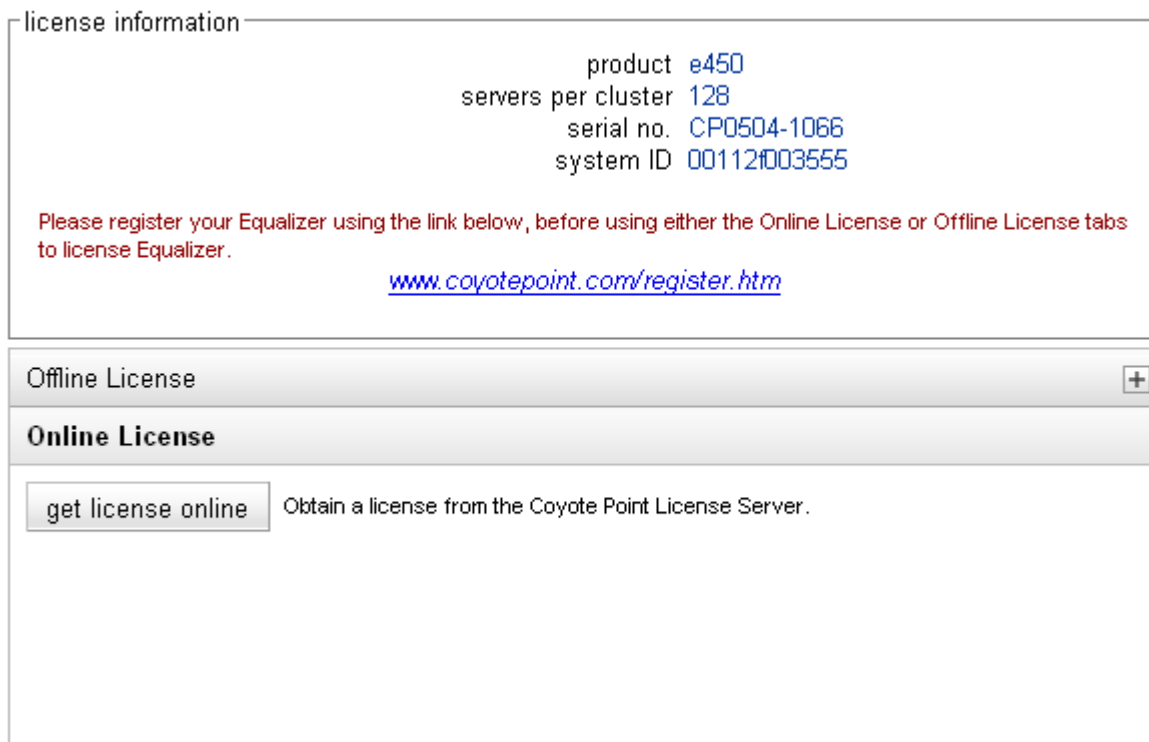 license information
product e450
servers per cluster 128
serial no. CP0504-1066
system ID 00112f003555
Please register your Equalizer using the link below, before using either the Online License or Offline License tabs
to license Equalizer.
www.coyotepoint.com/register.htm
Offline License
Online License
get license online Obtain a license from the Coyote Point License Server.